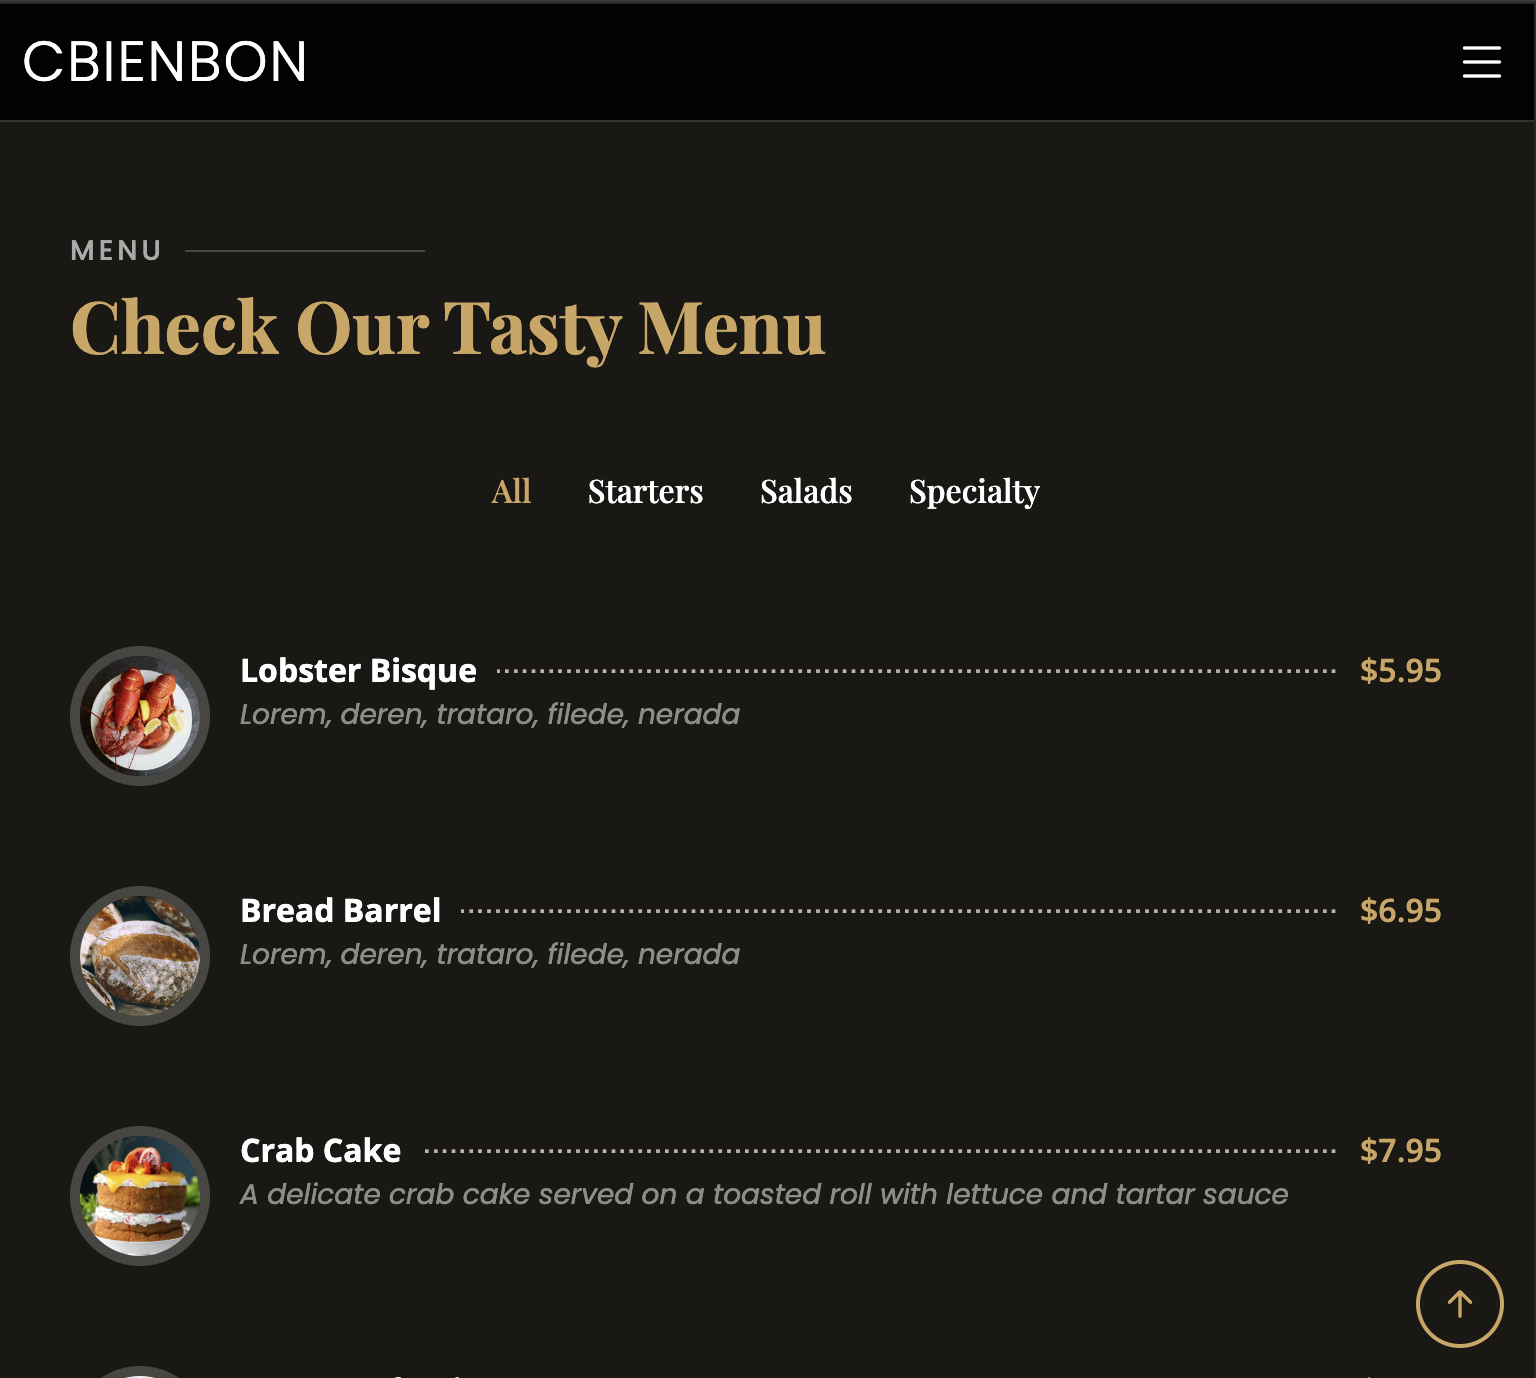 CBIENBON
MENU
Check Our Tasty Menu
All Starters Salads Specialty
Lobster Bisque $5.95
Lorem, deren, trataro, filede, nerada
Bread Barrel $6.95
Lorem, deren, trataro, filede, nerada
Crab Cake $7.95
A delicate crab cake served on a toasted roll with lettuce and tartar sauce